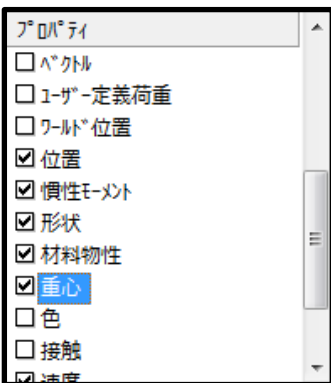 ﾌﾟﾛﾊﾟﾃｨ
ﾍﾞｸﾄﾙ
ﾕｰｻﾞｰ定義荷重
ﾜｰﾙﾄﾞ位置
位置
慣性ﾓｰﾒﾝﾄ
形状
材料物性
重心
色
接触
速度